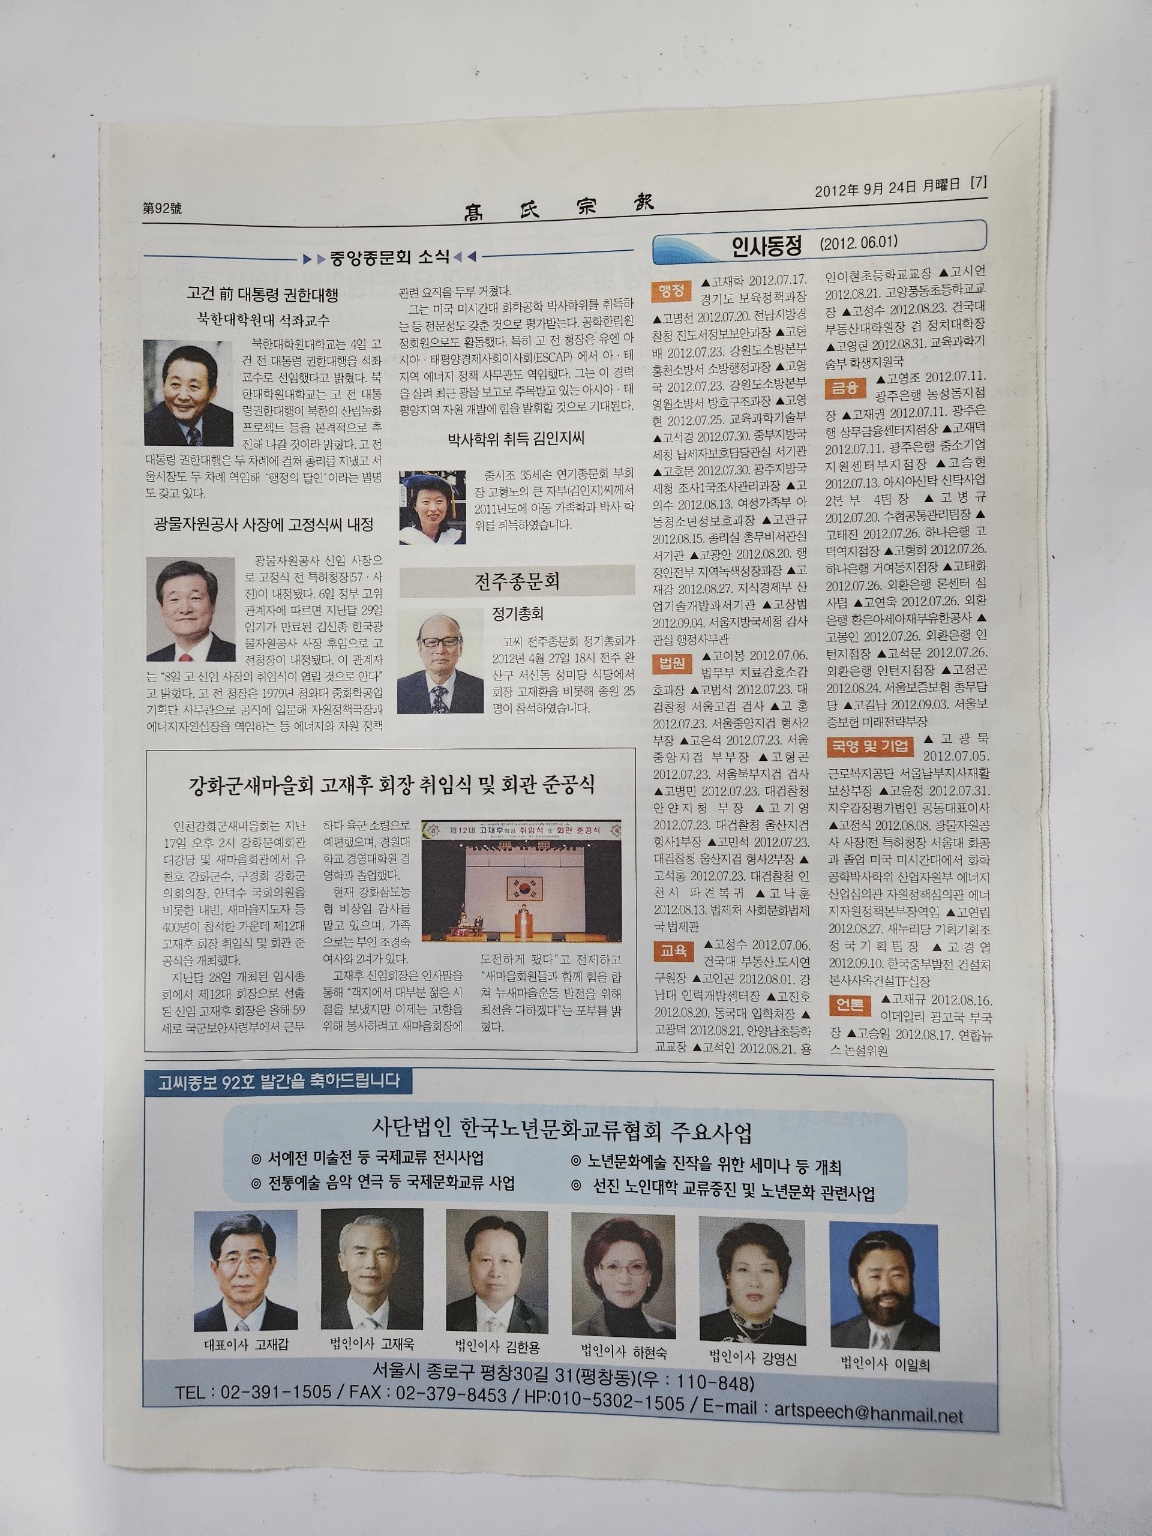 第92號
高氏宗報
2012年 9月 24日 月曜日 [7]
▶▶중앙종문회 소식◀◀
고건 前 대통령 권한대행
북한대학원대 석좌교수
북한대학원대학교는 4일 고
건 전 대통령 권한대행을 석좌
교수로 선임했다고 밝혔다. 북
한대학원대학교는 고 전 대통
령권한대행이 북한의 산림녹화
프로젝트 등을 본격적으로 추
진해 나갈 것이라 밝혔다. 고 전
대통령 권한대행은 두 차례에 걸쳐 총리를 지냈고 서
울시장도 두 차례 역임해 '행정의 달인'이라는 별명
도 갖고 있다.
광물자원공사 사장에 고정식씨 내정
광물자원공사 신임 사장으
로 고정식 전 특허청장(57·사
진)이 내정됐다. 6일 정부 고위
관계자에 따르면 지난달 29일
임기가 만료된 김신종 한국광
물자원공사 사장 후임으로 고
전청장이 내정됐다. 이 관계자
는 "8일 고 신임 사장의 취임식이 열릴 것으로 안다"
고 밝혔다. 고 전 청장은 1979년 청와대 중화학공업
기획단 사무관으로 공직에 입문해 자원정책국장과
에너지자원실장을 역임하는 등 에너지와 자원 정책
관련 요직을 두루 거쳤다.
그는 미국 미시간대 화학공학 박사학위를 취득하
는 등 전문성도 갖춘 것으로 평가받는다. 공학한림원
정회원으로도 활동했다. 특히 고 전 청장은 유엔 아
시아·태평양경제사회이사회(ESCAP) 에서 아·태
지역 에너지 정책 사무관도 역임했다. 그는 이 경력
을 살려 최근 광물 보고로 주목받고 있는 아시아·태
평양지역 자원 개발에 힘을 발휘할 것으로 기대된다.
박사학위 취득 김인지씨
중시조 35세손 연기종문회 부회
장 고형노의 큰 자부(김인지)씨께서
2011년도에 아동 가족학과 박사 학
위를 취득하였습니다.
전주종문회
정기총회
고씨 전주종문회 정기총회가
2012년 4월 27일 18시 전주 완
산구 서신동 정미당 식당에서
회장 고재환을 비롯해 종원 25
명이 참석하였습니다.
강화군새마을회 고재후 회장 취임식 및 회관 준공식
인천강화군새마을회는 지난
17일 오후 2시 강화문예회관
대강당 및 새마을회관에서 유
천호 강화군수, 구경회 강화군
의회의장, 안덕수 국회의원을
비롯한 내빈, 새마을지도자 등
400명이 참석한 가운데 제12대
고재후 회장 취임식 및 회관 준
공식을 개최했다.
지난달 28일 개최된 임시총
회에서 제12대 회장으로 선출
된 신임 고재후 회장은 올해 59
세로 국군보안사령부에서 근무
하다 육군 소령으로
예편했으며, 경원대
학교 경영대학원 경
영학과 졸업했다.
현재 강화삼도농
협 비상임 감사를
맡고 있으며, 가족
으로는 부인 조경숙
여사와 2녀가 있다.
고재후 신임회장은 인사말을
통해 "객지에서 대부분 젊은 시
절을 보냈지만 이제는 고향을
위해 봉사하려고 새마을회장에
제12대 고재후회장 취임식 및 회관 준공식
도전하게 됐다"고 전제하고
"새마을회원들과 함께 힘을 합
쳐 뉴새마을운동 발전을 위해
최선을 다하겠다"는 포부를 밝
혔다.
인사동정 (2012. 06.01)
행정 ▲고재학 2012.07.17.
경기도 보육정책과장
▲고명선 2012.07.20. 전남지방경
찰청 진도서정보보안과장 ▲고현
배 2012.07.23. 강원도소방본부
홍천소방서 소방행정과장 ▲고영
국 2012.07.23. 강원도소방본부
영월소방서 방호구조과장 ▲고영
현 2012.07.25. 교육과학기술부
▲고석경 2012.07.30. 중부지방국
세청 납세자보호담당관실 서기관
▲고호문 2012.07.30. 광주지방국
세청 조사1국조사관리과장 ▲고
의수 2012.08.13. 여성가족부 아
동청소년성보호과장 ▲고관규
2012.08.15. 총리실 총무비서관실
서기관 ▲고광안 2012.08.20. 행
정안전부 지역녹색성장과장 ▲고
재강 2012.08.27. 지식경제부 산
업기술개발과서기관 ▲고상범
2012.09.04. 서울지방국세청 감사
관실 행정사무관
법원 ▲고이봉 2012.07.06.
법무부 치료감호소감
호과장 ▲고범석 2012.07.23. 대
검찰청 서울고검 검사 ▲고 홍
2012.07.23. 서울중앙지검 형사2
부장 ▲고은석 2012.07.23. 서울
중앙지검 부부장 ▲고형곤
2012.07.23. 서울북부지검 검사
▲고병민 2012.07.23. 대검찰청
안양지청 부장 ▲고기영
2012.07.23. 대검찰청 울산지검
형사1부장 ▲고민석 2012.07.23.
대검찰청 울산지검 형사2부장 ▲
고석홍 2012.07.23. 대검찰청 인
천시 파견복귀 ▲고낙훈
2012.08.13. 법제처 사회문화법제
국 법제관
교육 ▲고성수 2012.07.06.
건국대 부동산.도시연
구원장 ▲고인곤 2012.08.01. 강
남대 인력개발센터장 ▲고진호
2012.08.20. 동국대 입학처장 ▲
고광덕 2012.08.21. 안양남초등학
교교장 ▲고석인 2012.08.21. 용
인이현초등학교교장 ▲고시언
2012.08.21. 고양풍동초등학교교
장 ▲고성수 2012.08.23. 건국대
부동산대학원장 겸 정치대학장
▲고영현 2012.08.31. 교육과학기
술부 학생지원국
금융 ▲고영조 2012.07.11.
광주은행 농성동지점
장 ▲고재권 2012.07.11. 광주은
행 상무금융센터지점장 ▲고재덕
2012.07.11. 광주은행 중소기업
지원센터부지점장 ▲고승현
2012.07.13. 아시아신탁 신탁사업
2본부 4팀장 ▲고병규
2012.07.20. 수협공동관리팀장 ▲
고태진 2012.07.26. 하나은행 고
덕역지점장 ▲고형희 2012.07.26.
하나은행 거여동지점장 ▲고태화
2012.07.26. 외환은행 론센터 심
사팀 ▲고연욱 2012.07.26. 외환
은행 환은아세아재무유한공사 ▲
고봉인 2012.07.26. 외환은행 인
턴지점장 ▲고석문 2012.07.26.
외환은행 인턴지점장 ▲고정곤
2012.08.24. 서울보증보험 총무담
당 ▲고길남 2012.09.03. 서울보
증보험 미래전략부장
국영 및 기업 ▲고광묵
2012.07.05.
근로복지공단 서울남부지사재활
보상부장 ▲고윤정 2012.07.31.
지우감정평가법인 공동대표이사
▲고정식 2012.08.08. 광물자원공
사 사장(전 특허청장 서울대 화공
과 졸업 미국 미시간대에서 화학
공학박사학위 산업자원부 에너지
산업심의관 자원정책심의관 에너
지자원정책본부장역임 ▲고연림
2012.08.27. 새누리당 기획기획조
정국기획팀장 ▲고경영
2012.09.10. 한국중부발전 건설처
본사사옥건설TF실장
언론 ▲고재규 2012.08.16.
이데일리 광고국 부국
장 ▲고승일 2012.08.17. 연합뉴
스 논설위원
고씨종보 92호 발간을 축하드립니다
사단법인 한국노년문화교류협회 주요사업
◎ 서예전 미술전 등 국제교류 전시사업
◎ 노년문화예술 진작을 위한 세미나 등 개최
◎ 전통예술 음악 연극 등 국제문화교류 사업
◎ 선진 노인대학 교류증진 및 노년문화 관련사업
대표이사 고재갑
법인이사 고재욱
법인이사 김한용
법인이사 하현숙
법인이사 강영신
법인이사 이일희
서울시 종로구 평창30길 31(평창동)(우 : 110-848)
TEL : 02-391-1505 / FAX : 02-379-8453 / HP:010-5302-1505 / E-mail : artspeech@hanmail.net